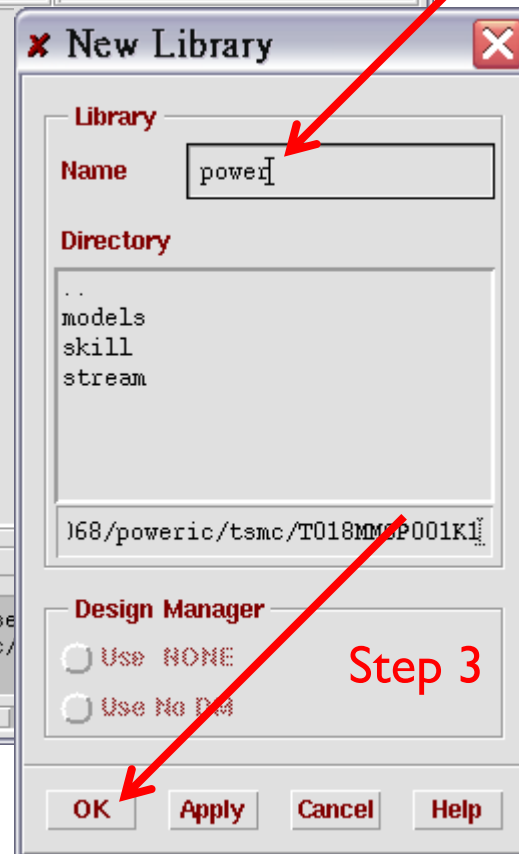 New Library
Library
Name power
Directory
..
models
skill
stream
068/poweric/tsmc/T018MMSP001K1
Design Manager
Use NONE
Use No DM
Step 3
OK Apply Cancel Help